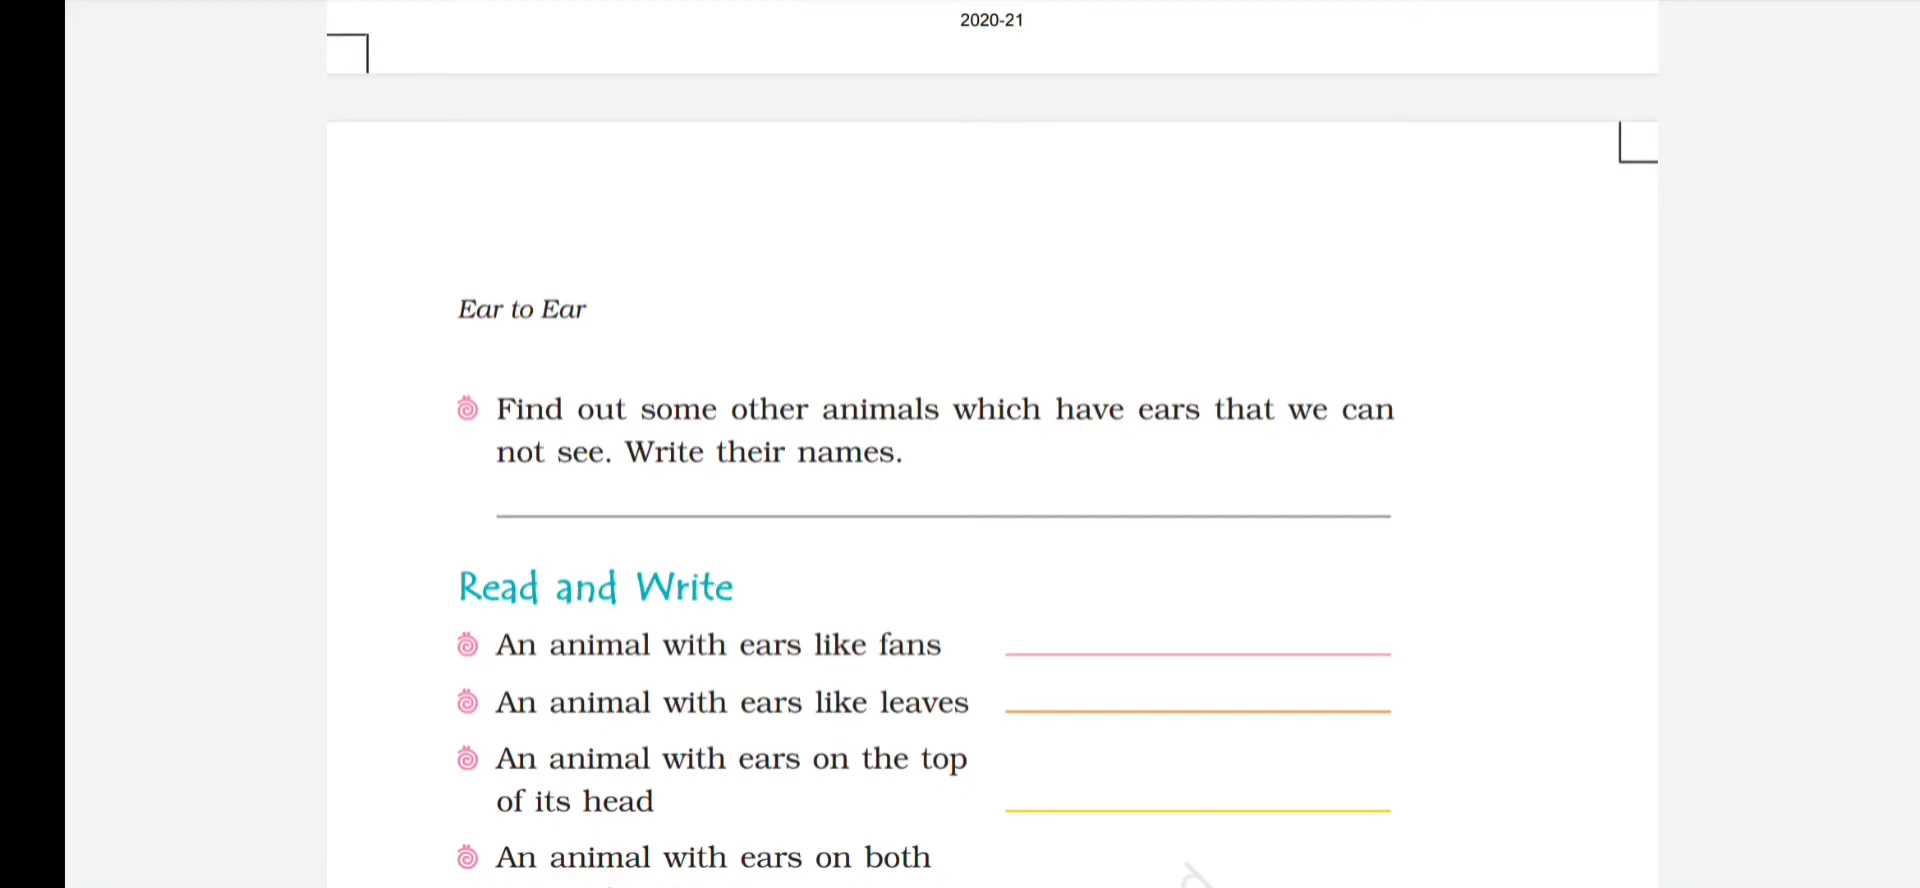 2020-21
Ear to Ear
Find out some other animals which have ears that we can
not see. Write their names.
Read and Write
An animal with ears like fans
An animal with ears like leaves
An animal with ears on the top
of its head
An animal with ears on both